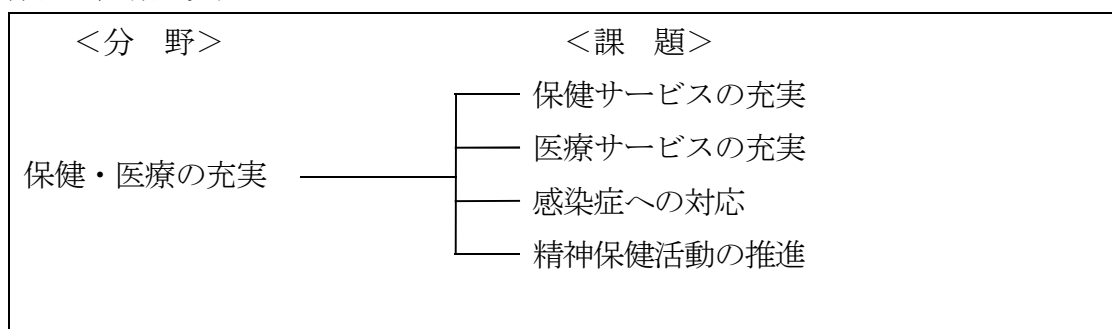 ＜分　野＞　　　　　　　　　　　＜課　題＞
保健サービスの充実
医療サービスの充実
保健・医療の充実
感染症への対応
精神保健活動の推進